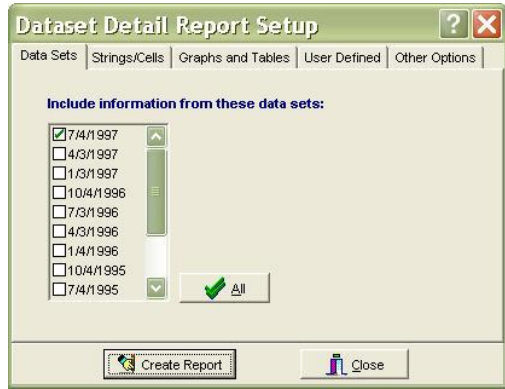 Dataset Detail Report Setup
Data Sets Strings/Cells Graphs and Tables User Defined Other Options
Include information from these data sets:
7/4/1997
4/3/1997
1/3/1997
10/4/1996
7/3/1996
4/3/1996
1/4/1996
10/4/1995
7/4/1995
All
Create Report Close